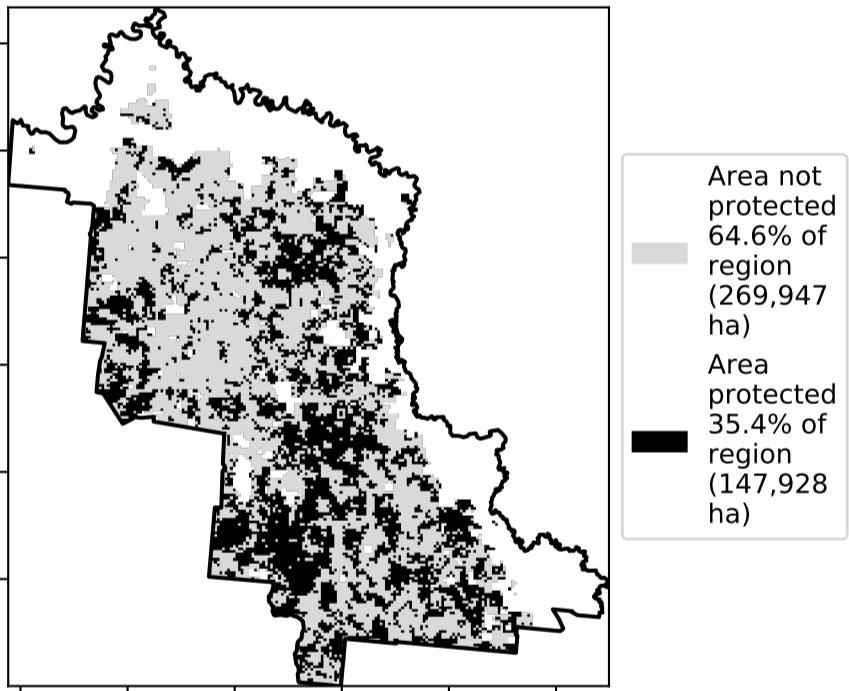 Area not
protected
64.6% of
region
(269,947
ha)
Area
protected
35.4% of
region
(147,928
ha)